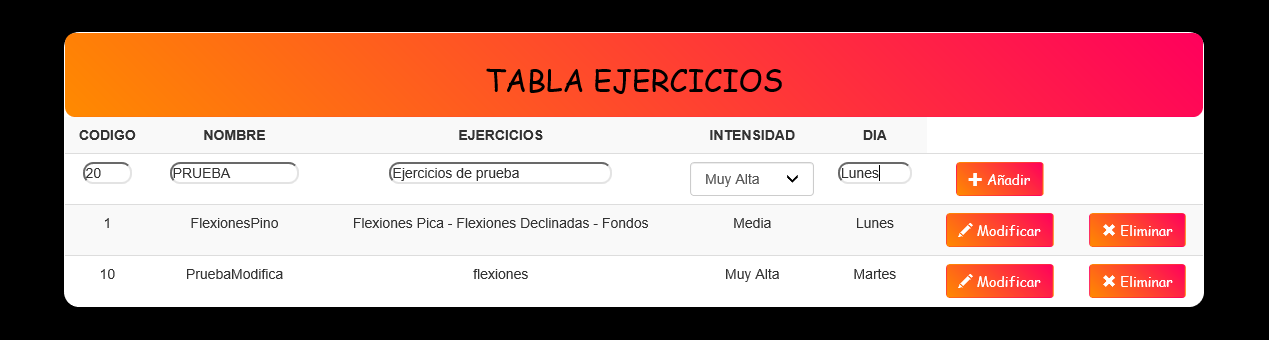 TABLA EJERCICIOS
CODIGO NOMBRE EJERCICIOS INTENSIDAD DIA
20 PRUEBA Ejercicios de prueba Muy Alta Lunes Añadir
1 FlexionesPino Flexiones Pica - Flexiones Declinadas - Fondos Media Lunes Modificar Eliminar
10 PruebaModifica flexiones Muy Alta Martes Modificar Eliminar